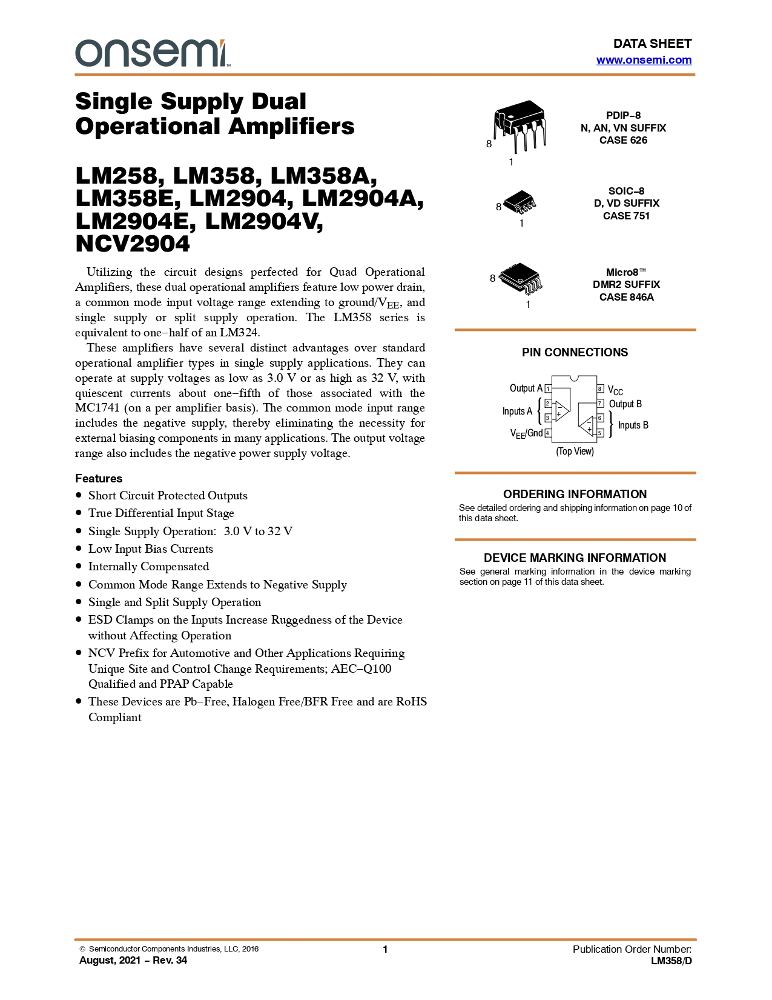 onsemi™
DATA SHEET
www.onsemi.com
Single Supply Dual
Operational Amplifiers
LM258, LM358, LM358A,
LM358E, LM2904, LM2904A,
LM2904E, LM2904V,
NCV2904
Utilizing the circuit designs perfected for Quad Operational
Amplifiers, these dual operational amplifiers feature low power drain,
a common mode input voltage range extending to ground/VEE, and
single supply or split supply operation. The LM358 series is
equivalent to one−half of an LM324.
These amplifiers have several distinct advantages over standard
operational amplifier types in single supply applications. They can
operate at supply voltages as low as 3.0 V or as high as 32 V, with
quiescent currents about one−fifth of those associated with the
MC1741 (on a per amplifier basis). The common mode input range
includes the negative supply, thereby eliminating the necessity for
external biasing components in many applications. The output voltage
range also includes the negative power supply voltage.
Features
• Short Circuit Protected Outputs
• True Differential Input Stage
• Single Supply Operation: 3.0 V to 32 V
• Low Input Bias Currents
• Internally Compensated
• Common Mode Range Extends to Negative Supply
• Single and Split Supply Operation
• ESD Clamps on the Inputs Increase Ruggedness of the Device
without Affecting Operation
• NCV Prefix for Automotive and Other Applications Requiring
Unique Site and Control Change Requirements; AEC−Q100
Qualified and PPAP Capable
• These Devices are Pb−Free, Halogen Free/BFR Free and are RoHS
Compliant
8
1
PDIP−8
N, AN, VN SUFFIX
CASE 626
8
1
SOIC−8
D, VD SUFFIX
CASE 751
8
1
Micro8™
DMR2 SUFFIX
CASE 846A
PIN CONNECTIONS
Output A 1 8 VCC
2 − 7 Output B
Inputs A
3 + − 6 Inputs B
VEE/Gnd 4 + 5
(Top View)
ORDERING INFORMATION
See detailed ordering and shipping information on page 10 of
this data sheet.
DEVICE MARKING INFORMATION
See general marking information in the device marking
section on page 11 of this data sheet.
© Semiconductor Components Industries, LLC, 2016
August, 2021 − Rev. 34
1
Publication Order Number:
LM358/D